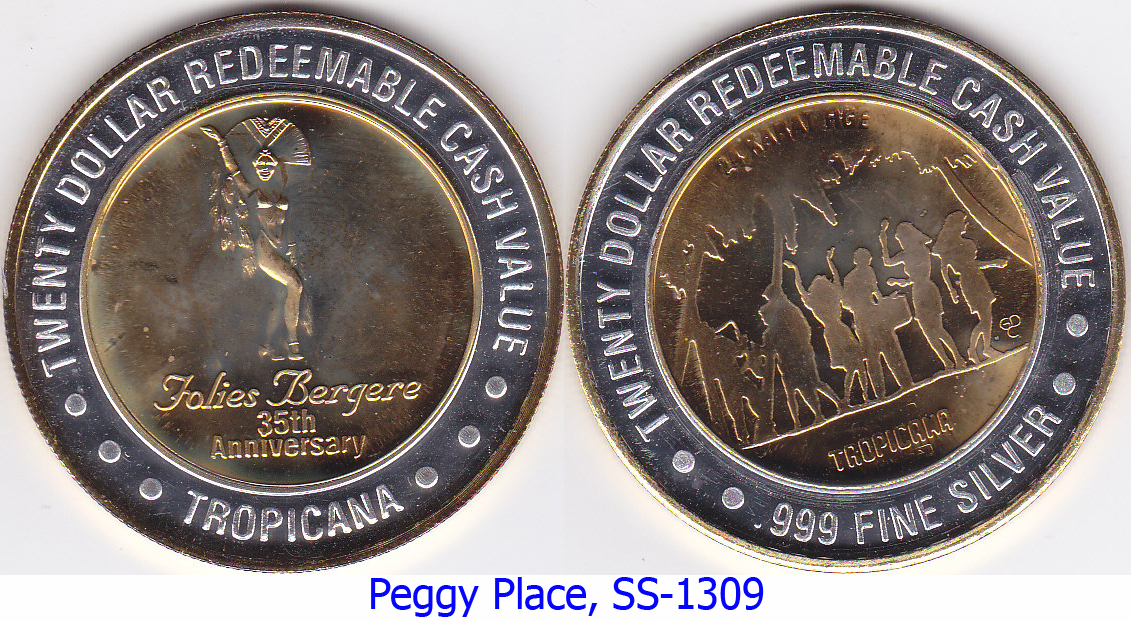 TWENTY DOLLAR REDEEMABLE CASH VALUE
Folies Bergere
35th
Anniversary
TROPICANA
TWENTY DOLLAR REDEEMABLE CASH VALUE
TROPICANA
.999 FINE SILVER
Peggy Place, SS-1309